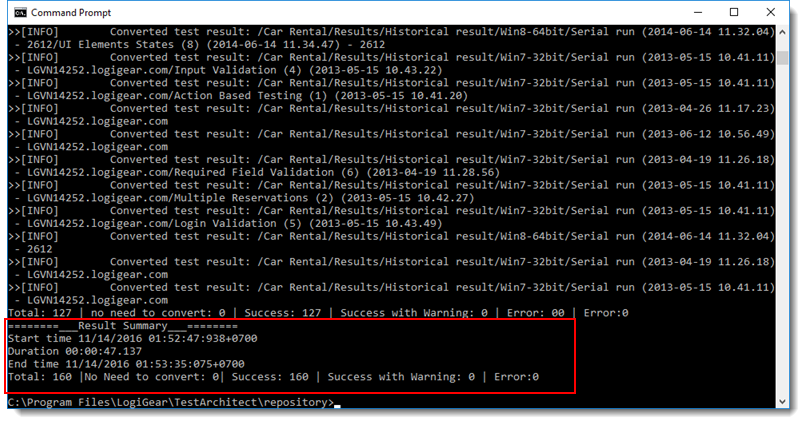 Command Prompt
>>[INFO] Converted test result: /Car Rental/Results/Historical result/Win8-64bit/Serial run (2014-06-14 11.32.04)
- 2612/UI Elements States (8) (2014-06-14 11.34.47) - 2612
>>[INFO] Converted test result: /Car Rental/Results/Historical result/Win7-32bit/Serial run (2013-05-15 10.41.11)
- LGVN14252.logigear.com/Input Validation (4) (2013-05-15 10.43.22)
>>[INFO] Converted test result: /Car Rental/Results/Historical result/Win7-32bit/Serial run (2013-05-15 10.41.11)
- LGVN14252.logigear.com/Action Based Testing (1) (2013-05-15 10.41.20)
>>[INFO] Converted test result: /Car Rental/Results/Historical result/Win7-32bit/Serial run (2013-04-26 11.17.23)
- LGVN14252.logigear.com
>>[INFO] Converted test result: /Car Rental/Results/Historical result/Win7-32bit/Serial run (2013-06-12 10.56.49)
- LGVN14252.logigear.com
>>[INFO] Converted test result: /Car Rental/Results/Historical result/Win7-32bit/Serial run (2013-04-19 11.26.18)
- LGVN14252.logigear.com/Required Field Validation (6) (2013-04-19 11.28.56)
>>[INFO] Converted test result: /Car Rental/Results/Historical result/Win7-32bit/Serial run (2013-05-15 10.41.11)
- LGVN14252.logigear.com/Multiple Reservations (2) (2013-05-15 10.42.27)
>>[INFO] Converted test result: /Car Rental/Results/Historical result/Win7-32bit/Serial run (2013-05-15 10.41.11)
- LGVN14252.logigear.com/Login Validation (5) (2013-05-15 10.43.49)
>>[INFO] Converted test result: /Car Rental/Results/Historical result/Win8-64bit/Serial run (2014-06-14 11.32.04)
- 2612
>>[INFO] Converted test result: /Car Rental/Results/Historical result/Win7-32bit/Serial run (2013-04-19 11.26.18)
- LGVN14252.logigear.com
>>[INFO] Converted test result: /Car Rental/Results/Historical result/Win7-32bit/Serial run (2013-05-15 10.41.11)
- LGVN14252.logigear.com
Total: 127 | no need to convert: 0 | Success: 127 | Success with Warning: 0 | Error: 00 | Error:0
========___Result Summary___========
Start time 11/14/2016 01:52:47:938+0700
Duration 00:00:47.137
End time 11/14/2016 01:53:35:075+0700
Total: 160 |No Need to convert: 0| Success: 160 | Success with Warning: 0 | Error:0
C:\Program Files\LogiGear\TestArchitect\repository>_